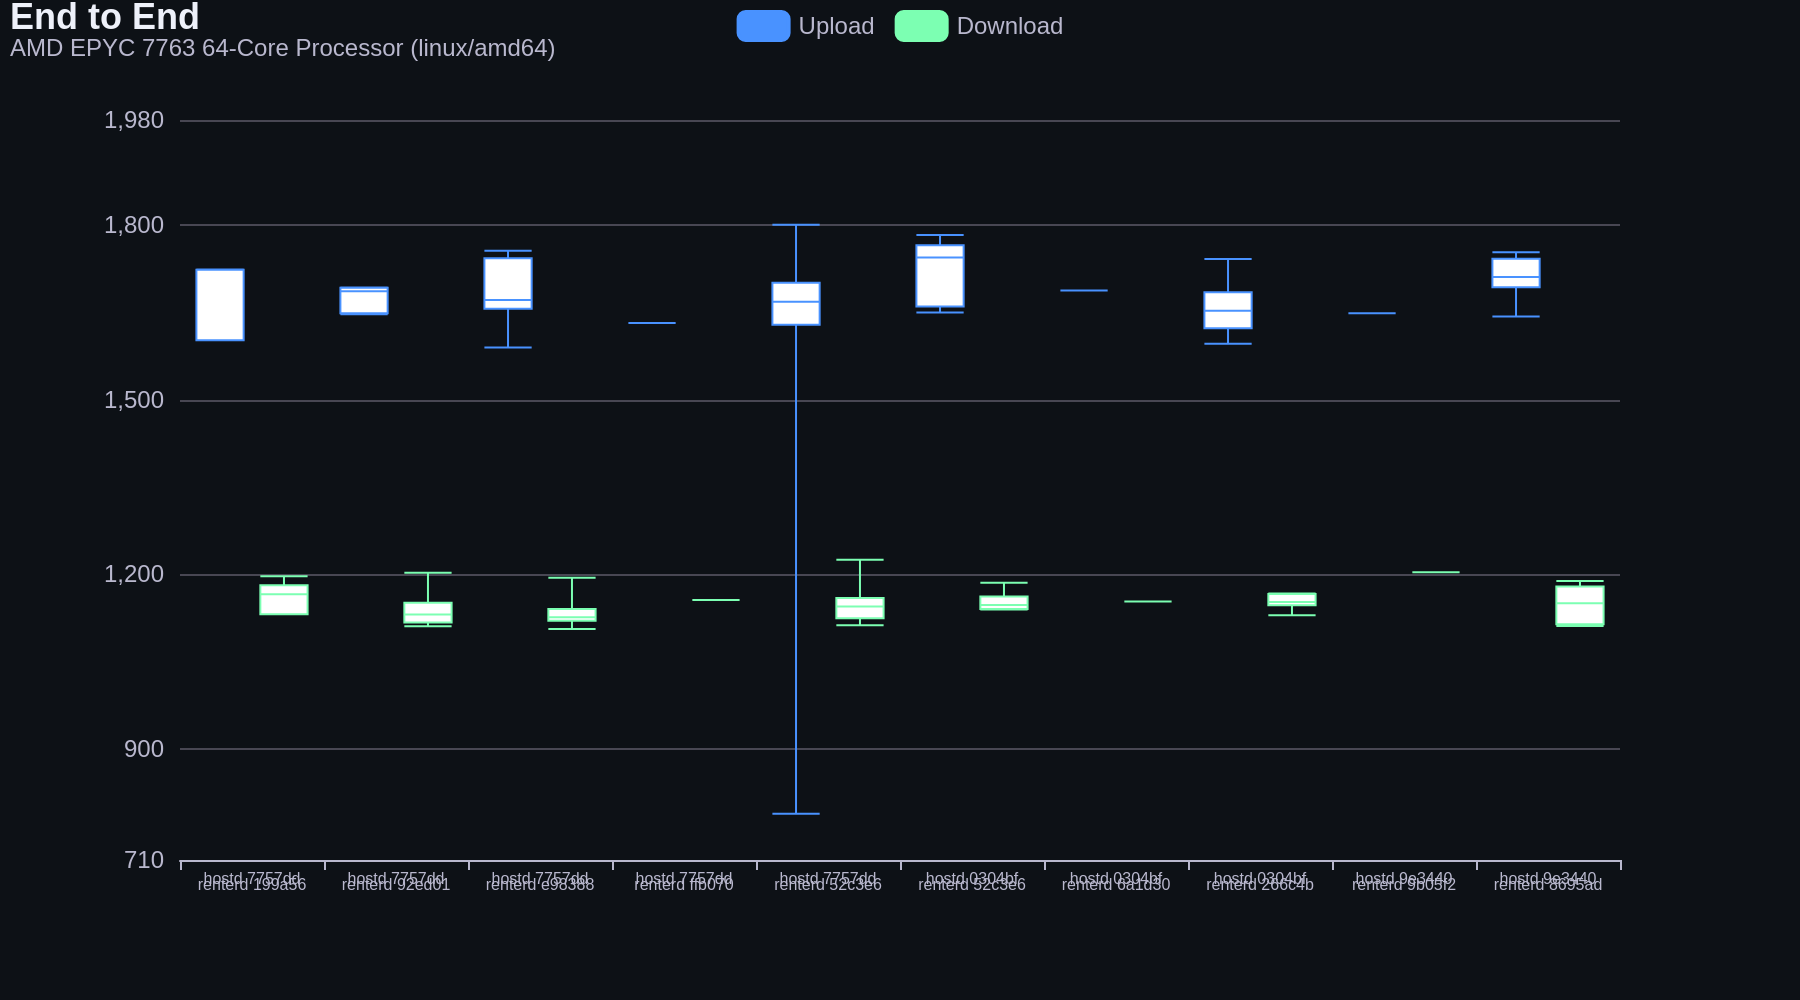 End to End
AMD EPYC 7763 64-Core Processor (linux/amd64)
Upload
Download
1,980
1,800
1,500
1,200
900
710
hostd 7757dd
renterd 199a56
hostd 7757dd
renterd 92ed01
hostd 7757dd
renterd e98388
hostd 7757dd
renterd ffb070
hostd 7757dd
renterd 52c3e6
hostd 0304bf
renterd 52c3e6
hostd 0304bf
renterd 6a1d30
hostd 0304bf
renterd 266c4b
hostd 9e3440
renterd 9b05f2
hostd 9e3440
renterd 8695ad